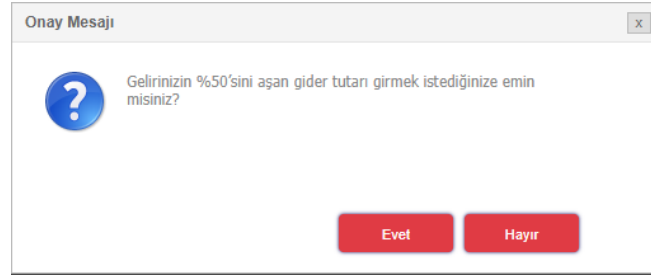 Onay Mesajı
x
Gelirinizin %50'sini aşan gider tutarı girmek istediğinize emin
misiniz?
Evet
Hayır